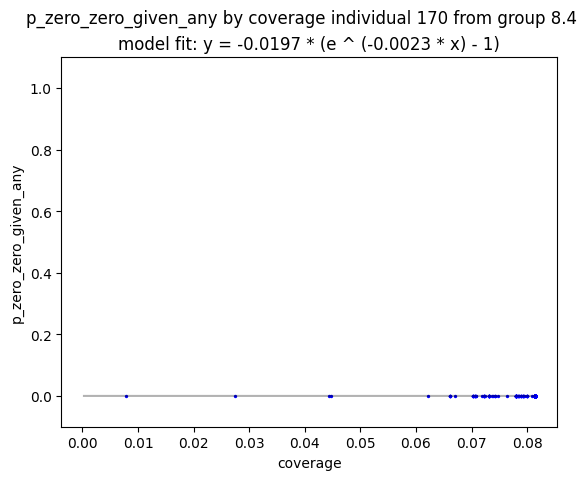 p_zero_zero_given_any by coverage individual 170 from group 8.4
model fit: y = -0.0197 * (e ^ (-0.0023 * x) - 1)
1.0
0.8
0.6
0.4
0.2
0.0
p_zero_zero_given_any
0.00 0.01 0.02 0.03 0.04 0.05 0.06 0.07 0.08
coverage